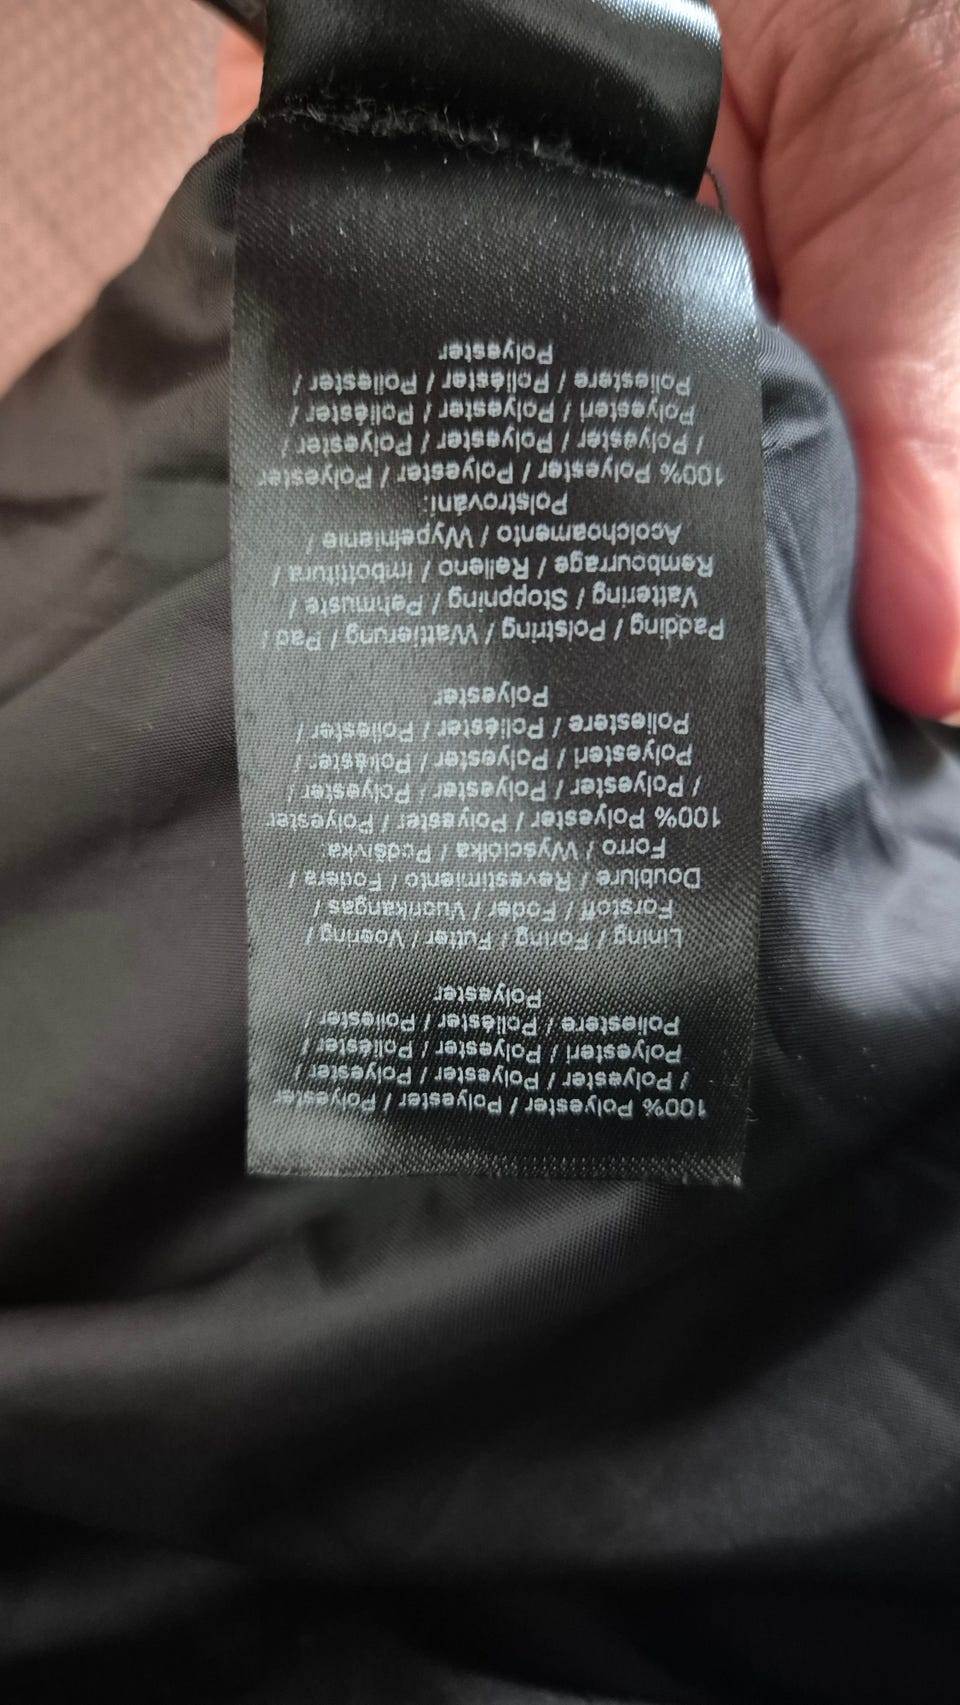 100% Polyester / Polyester / Polyester
/ Polyester / Polyester / Polyester /
Polyesteri / Polyester / Poliéster /
Poliestere / Poliéster / Poliester /
Polyester
Lining / Foring / Futter / Voering /
Forstoff / Foder / Vuorikangas /
Doublure / Revestimiento / Fodera /
Forro / Wyściółka / Podšívka
100% Polyester / Polyester / Polyester
/ Polyester / Polyester / Polyester /
Polyesteri / Polyester / Poliéster /
Poliestere / Poliéster / Poliester /
Polyester
Padding / Polstring / Wattierung / Pad /
Vattering / Stoppning / Pehmuste /
Rembourrage / Relleno / imbottitura /
Acolchoamento / Wypełnienie /
Polstrování:
100% Polyester / Polyester / Polyester
/ Polyester / Polyester / Polyester /
Polyesteri / Polyester / Poliéster /
Poliestere / Poliéster / Poliester /
Polyester